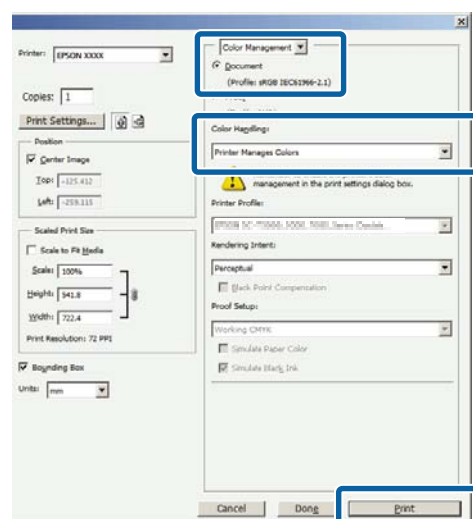 Printer: EPSON XXXX
Copies: 1
Print Settings...
Position
Center Image
Top: -125.412
Left: -259.115
Scaled Print Size
Scale to Fit Media
Scale: 100%
Height: 541.8
Width: 722.4
Print Resolution: 72 PPI
Bounding Box
Units: mm
Color Management
Document
(Profile: sRGB IEC61966-2.1)
Color Handling:
Printer Manages Colors
management in the print settings dialog box.
Printer Profile:
Rendering Intent:
Perceptual
Black Point Compensation
Proof Setup:
Working CMYK
Simulate Paper Color
Simulate Black Ink
Cancel
Done
Print